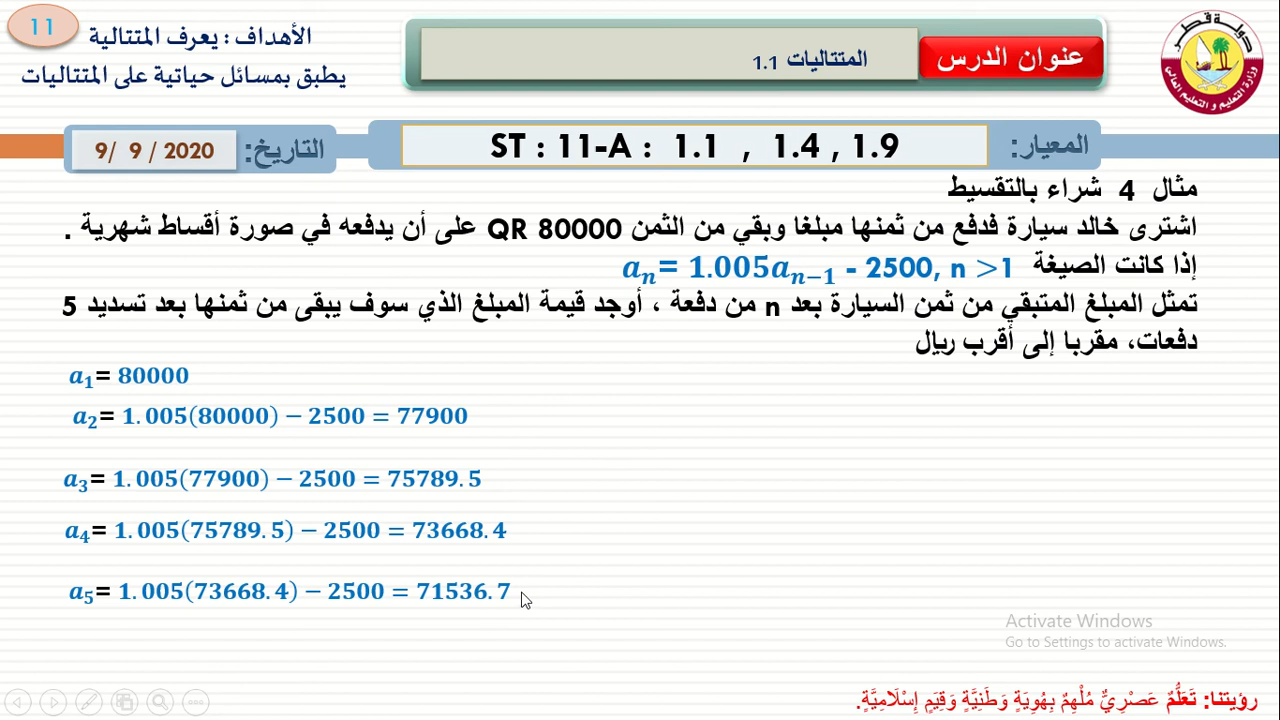 11
الأهداف : يعرف المتتالية
يطبق بمسائل حياتية على المتتاليات
عنوان الدرس
المتتاليات 1.1
دولة قطر
وزارة التعليم و التعليم العالي
المعيار:
ST : 11-A : 1.1 , 1.4 , 1.9
التاريخ:
9/ 9 / 2020
مثال 4 شراء بالتقسيط
اشترى خالد سيارة فدفع من ثمنها مبلغا وبقي من الثمن QR 80000 على أن يدفعه في صورة أقساط شهرية .
إذا كانت الصيغة aₙ= 1.005aₙ₋₁ - 2500, n >1
تمثل المبلغ المتبقي من ثمن السيارة بعد n من دفعة ، أوجد قيمة المبلغ الذي سوف يبقى من ثمنها بعد تسديد 5
دفعات، مقربا إلى أقرب ريال
a₁= 80000
a₂= 1.005(80000) − 2500 = 77900
a₃= 1.005(77900) − 2500 = 75789.5
a₄= 1.005(75789.5) − 2500 = 73668.4
a₅= 1.005(73668.4) − 2500 = 71536.7
Activate Windows
Go to Settings to activate Windows.
رؤيتنا: تَعَلُّمٌ عَصْرِيٌّ مُلْهِمٌ بِهُوِيَةٍ وَطَنِيَّةٍ وَقِيَمٍ إِسْلَامِيَّةٍ.